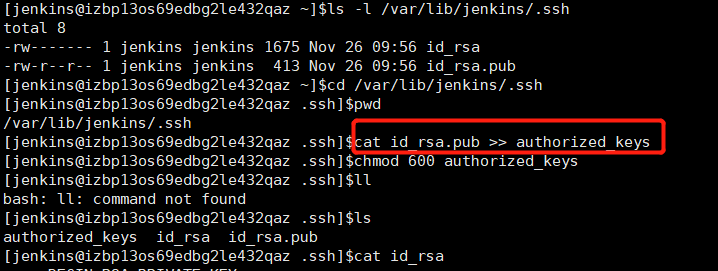 [jenkins@izbp13os69edbg2le432qaz ~]$ls -l /var/lib/jenkins/.ssh
total 8
-rw------- 1 jenkins jenkins 1675 Nov 26 09:56 id_rsa
-rw-r--r-- 1 jenkins jenkins  413 Nov 26 09:56 id_rsa.pub
[jenkins@izbp13os69edbg2le432qaz ~]$cd /var/lib/jenkins/.ssh
[jenkins@izbp13os69edbg2le432qaz .ssh]$pwd
/var/lib/jenkins/.ssh
[jenkins@izbp13os69edbg2le432qaz .ssh]$cat id_rsa.pub >> authorized_keys
[jenkins@izbp13os69edbg2le432qaz .ssh]$chmod 600 authorized_keys
[jenkins@izbp13os69edbg2le432qaz .ssh]$ll
bash: ll: command not found
[jenkins@izbp13os69edbg2le432qaz .ssh]$ls
authorized_keys  id_rsa  id_rsa.pub
[jenkins@izbp13os69edbg2le432qaz .ssh]$cat id_rsa
BEGIN RSA PRIVATE KEY